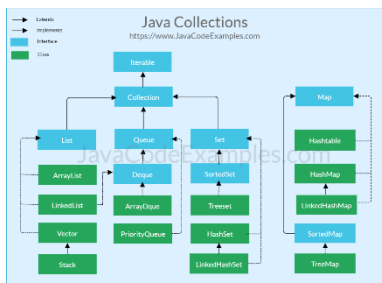 Java Collections
https://www.JavaCodeExamples.com
Extends
Implements
Interface
Class
Iterable
Collection
Map
List
Queue
Set
Hashtable
JavaCodeExamples.com
ArrayList
Deque
SortedSet
HashMap
LinkedList
ArrayDque
Treeset
LinkedHashMap
Vector
PriorityQueue
HashSet
SortedMap
Stack
LinkedHashSet
TreeMap